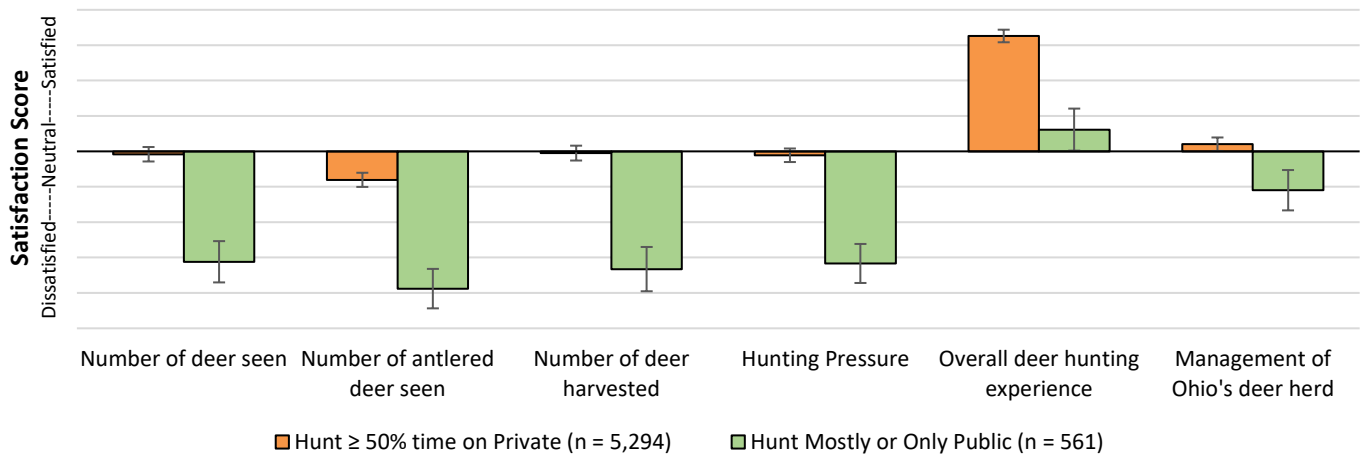 Satisfaction Score
Dissatisfied-----Neutral-----Satisfied
Number of deer seen
Number of antlered
deer seen
Number of deer
harvested
Hunting Pressure
Overall deer hunting
experience
Management of
Ohio's deer herd
Hunt ≥ 50% time on Private (n = 5,294)
Hunt Mostly or Only Public (n = 561)